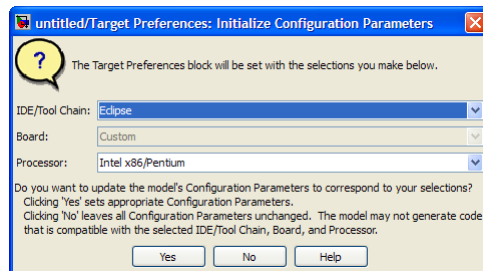 untitled/Target Preferences: Initialize Configuration Parameters
?
The Target Preferences block will be set with the selections you make below.
IDE/Tool Chain: Eclipse
Board: Custom
Processor: Intel x86/Pentium
Do you want to update the model's Configuration Parameters to correspond to your selections?
Clicking 'Yes' sets appropriate Configuration Parameters.
Clicking 'No' leaves all Configuration Parameters unchanged. The model may not generate code
that is compatible with the selected IDE/Tool Chain, Board, and Processor.
Yes No Help